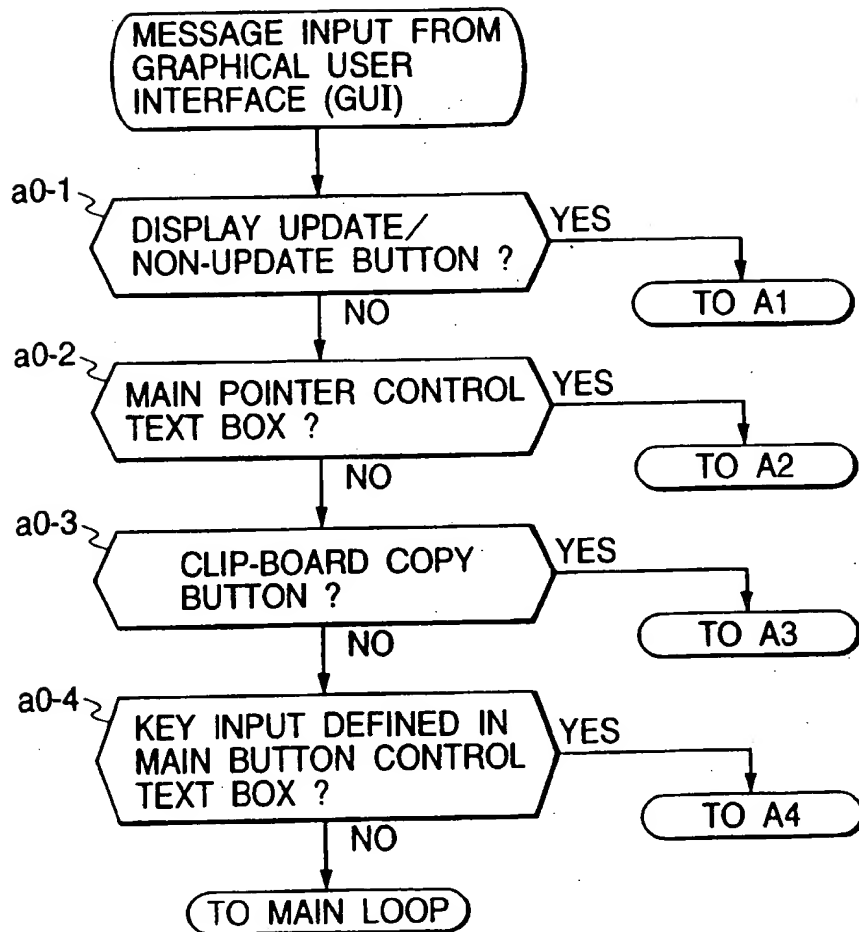 MESSAGE INPUT FROM
GRAPHICAL USER
INTERFACE (GUI)
a0-1
DISPLAY UPDATE/
NON-UPDATE BUTTON ?
YES
TO A1
NO
a0-2
MAIN POINTER CONTROL
TEXT BOX ?
YES
TO A2
NO
a0-3
CLIP-BOARD COPY
BUTTON ?
YES
TO A3
NO
a0-4
KEY INPUT DEFINED IN
MAIN BUTTON CONTROL
TEXT BOX ?
YES
TO A4
NO
TO MAIN LOOP